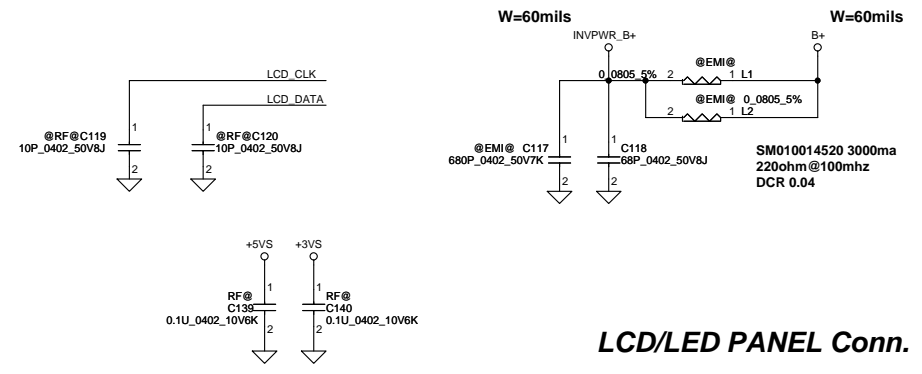 W=60mils
W=60mils
INVPWR_B+
B+
@EMI@
0_0805_5%
2
1
L1
@EMI@
0_0805_5%
2
1
L2
LCD_CLK
LCD_DATA
1
@RF@C119
10P_0402_50V8J
2
1
@RF@C120
10P_0402_50V8J
2
1
@EMI@ C117
680P_0402_50V7K
2
1
C118
68P_0402_50V8J
2
SM010014520 3000ma
220ohm@100mhz
DCR 0.04
+5VS
+3VS
1
RF@
C139
0.1U_0402_10V6K
2
1
RF@
C140
0.1U_0402_10V6K
2
LCD/LED PANEL Conn.